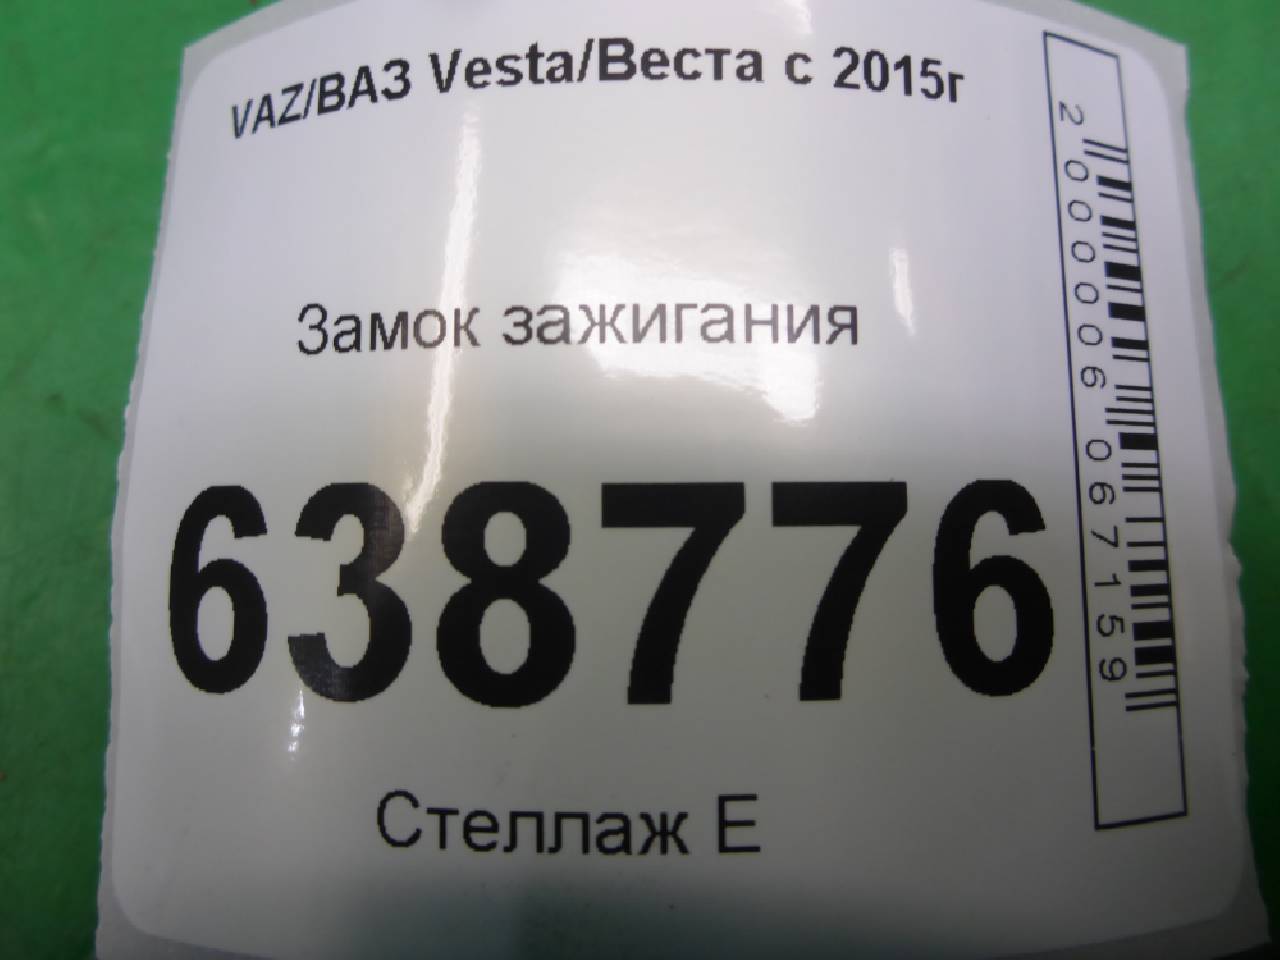 VAZ/ВАЗ Vesta/Веста с 2015г
Замок зажигания
638776
Стеллаж Е
2000006067159